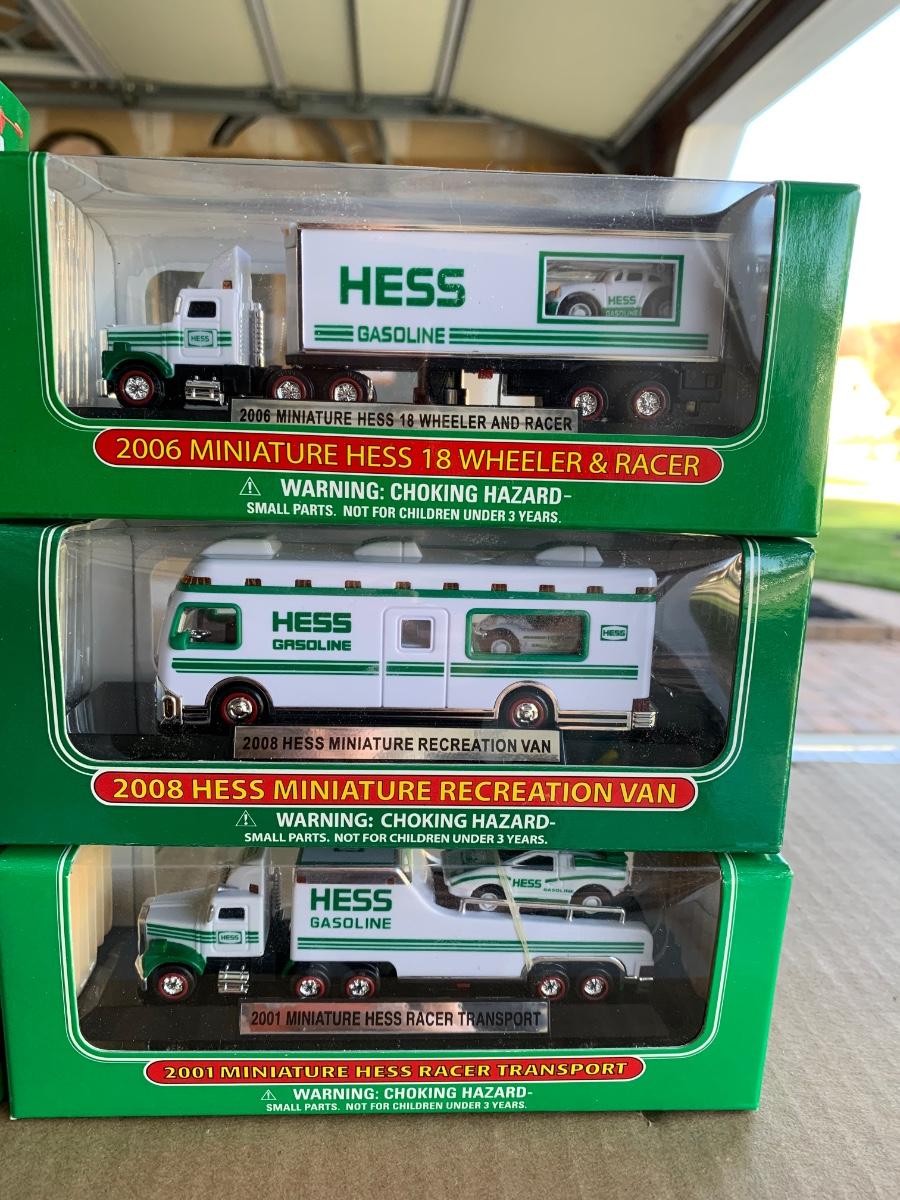 HESS
GASOLINE
HESS
GASOLINE
HESS
2006 MINIATURE HESS 18 WHEELER AND RACER
2006 MINIATURE HESS 18 WHEELER & RACER
⚠ WARNING: CHOKING HAZARD-
SMALL PARTS. NOT FOR CHILDREN UNDER 3 YEARS.
HESS
GASOLINE
HESS
2008 HESS MINIATURE RECREATION VAN
2008 HESS MINIATURE RECREATION VAN
⚠ WARNING: CHOKING HAZARD-
SMALL PARTS. NOT FOR CHILDREN UNDER 3 YEARS.
HESS
GASOLINE
HESS
GASOLINE
HESS
2001 MINIATURE HESS RACER TRANSPORT
2001 MINIATURE HESS RACER TRANSPORT
⚠ WARNING: CHOKING HAZARD-
SMALL PARTS. NOT FOR CHILDREN UNDER 3 YEARS.